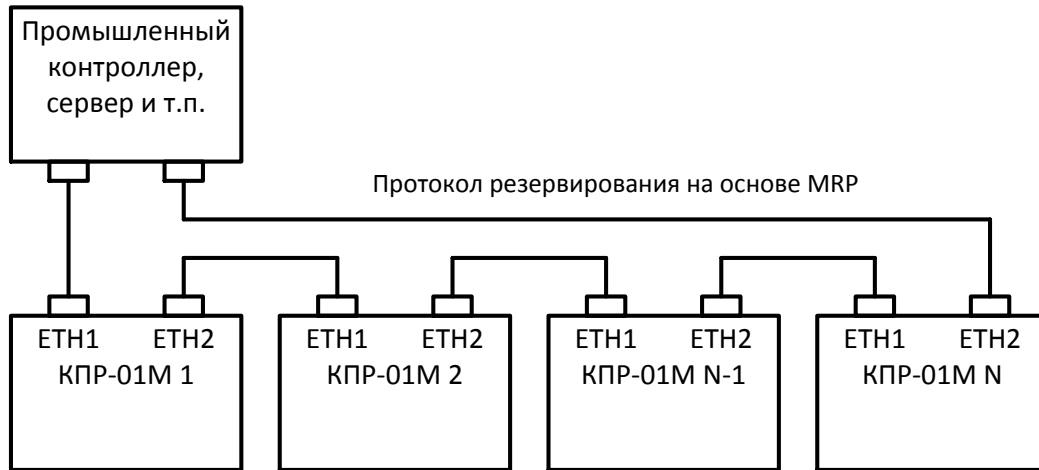 Промышленный
контроллер,
сервер и т.п.
Протокол резервирования на основе MRP
ETH1 ETH2 ETH1 ETH2 ETH1 ETH2 ETH1 ETH2
КПР-01М 1 КПР-01М 2 КПР-01М N-1 КПР-01М N